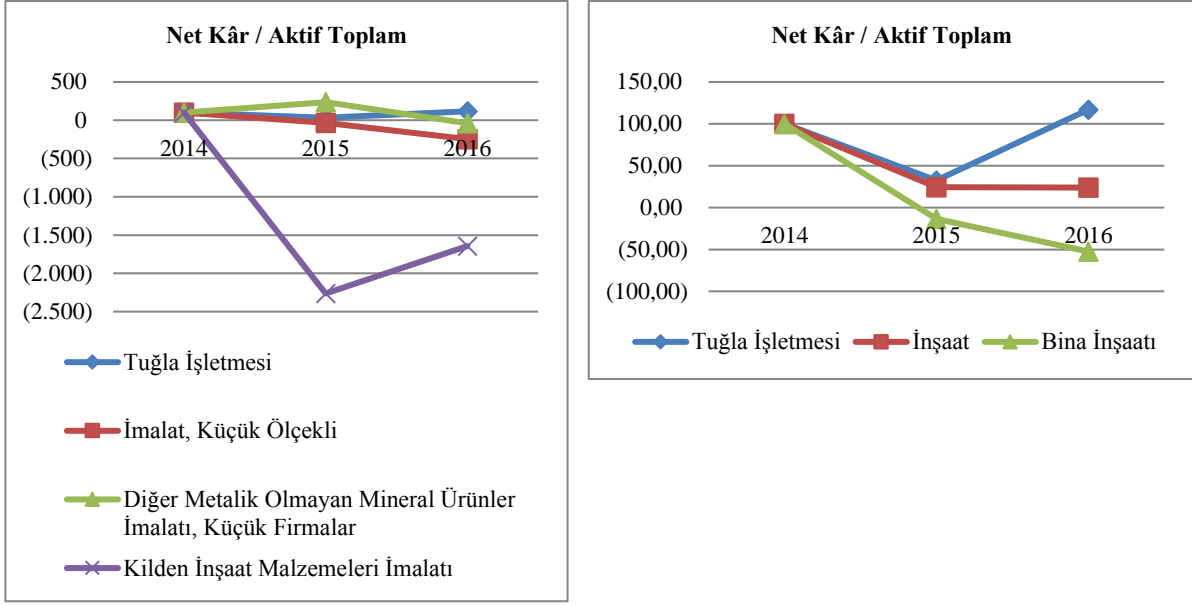 Net Kâr / Aktif Toplam
500
0
(500)
(1.000)
(1.500)
(2.000)
(2.500)
2014
2015
2016
Tuğla İşletmesi
İmalat, Küçük Ölçekli
Diğer Metalik Olmayan Mineral Ürünler
İmalatı, Küçük Firmalar
Kilden İnşaat Malzemeleri İmalatı
Net Kâr / Aktif Toplam
150,00
100,00
50,00
0,00
(50,00)
(100,00)
2014
2015
2016
Tuğla İşletmesi
İnşaat
Bina İnşaatı